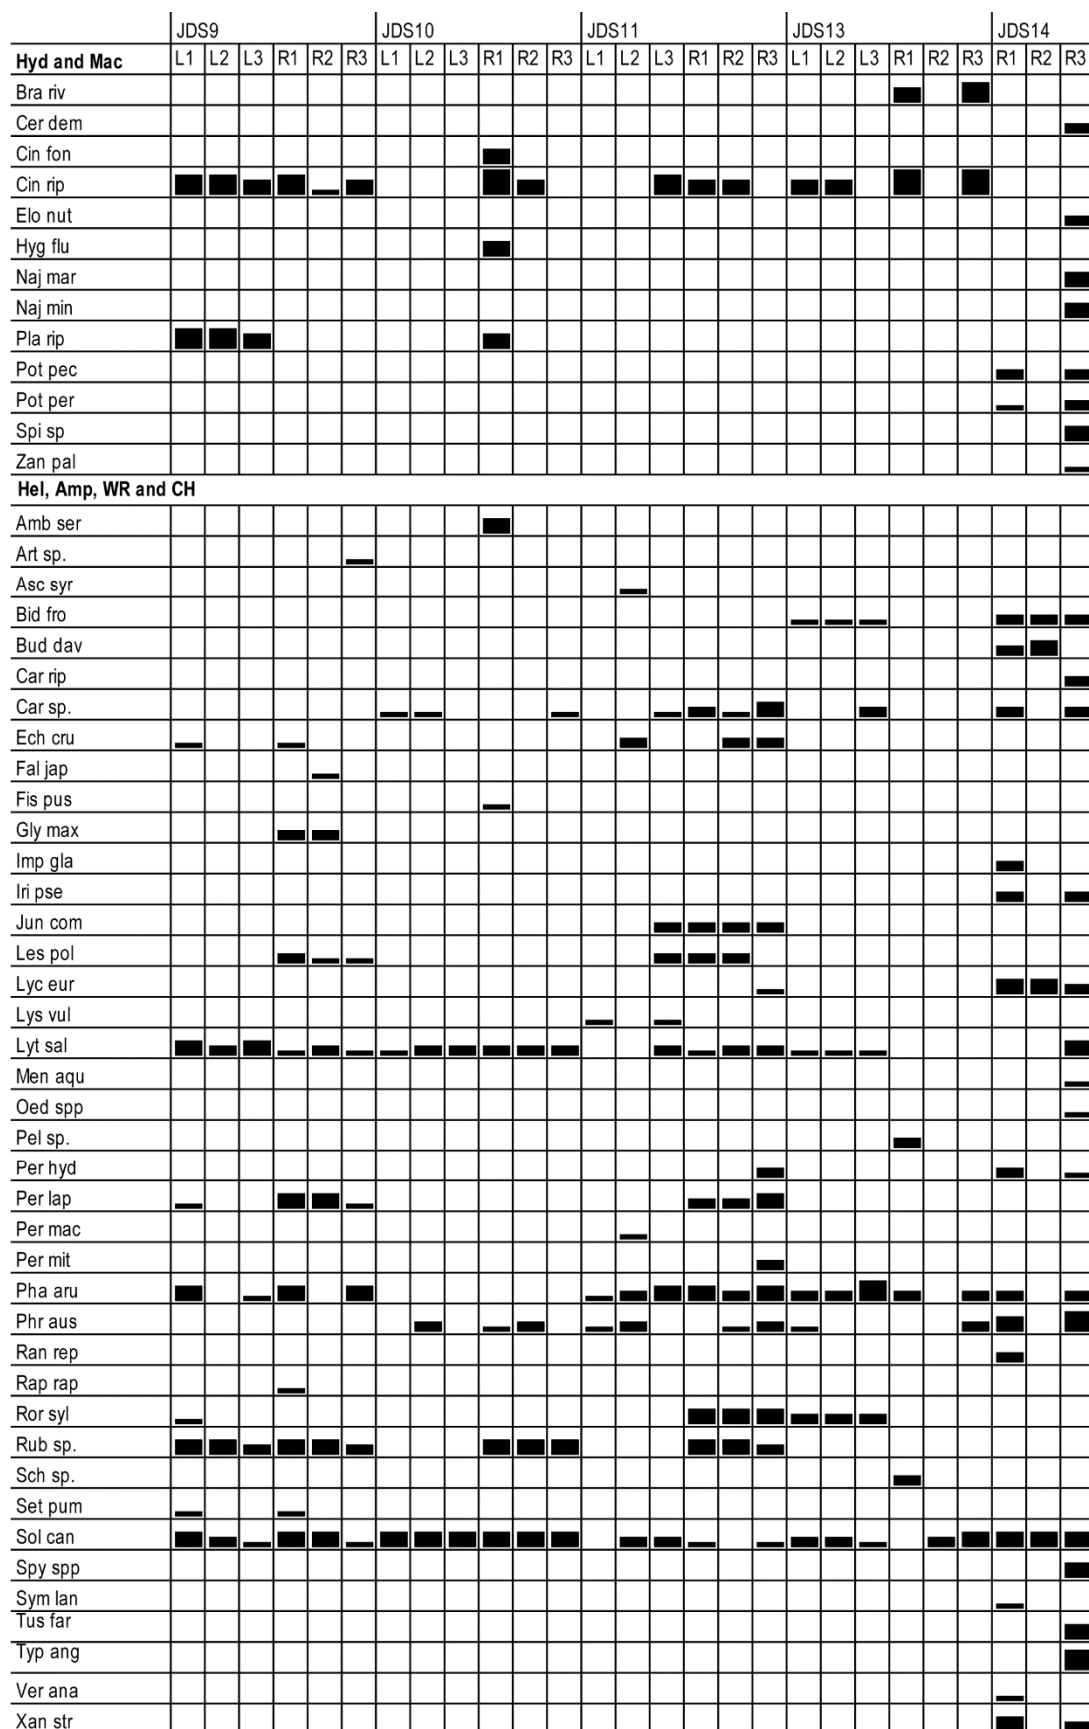 JDS9 JDS10 JDS11 JDS13 JDS14
Hyd and Mac L1 L2 L3 R1 R2 R3 L1 L2 L3 R1 R2 R3 L1 L2 L3 R1 R2 R3 L1 L2 L3 R1 R2 R3 R1 R2 R3
Bra riv
Cer dem
Cin fon
Cin rip
Elo nut
Hyg flu
Naj mar
Naj min
Pla rip
Pot pec
Pot per
Spi sp
Zan pal
Hel, Amp, WR and CH
Amb ser
Art sp.
Asc syr
Bid fro
Bud dav
Car rip
Car sp.
Ech cru
Fal jap
Fis pus
Gly max
Imp gla
Iri pse
Jun com
Les pol
Lyc eur
Lys vul
Lyt sal
Men aqu
Oed spp
Pel sp.
Per hyd
Per lap
Per mac
Per mit
Pha aru
Phr aus
Ran rep
Rap rap
Ror syl
Rub sp.
Sch sp.
Set pum
Sol can
Spy spp
Sym lan
Tus far
Typ ang
Ver ana
Xan str